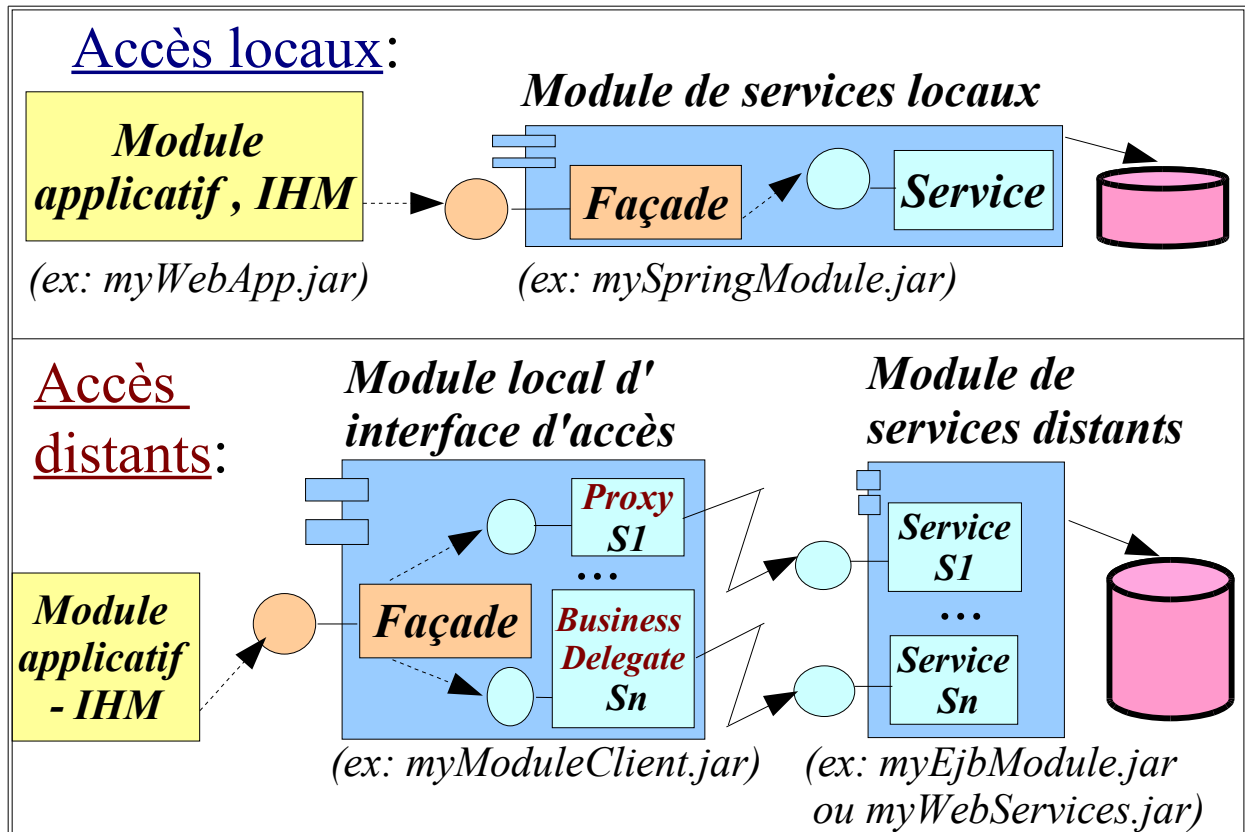 Accès locaux:
Module
applicatif , IHM
(ex: myWebApp.jar)
Module de services locaux
Façade
Service
(ex: mySpringModule.jar)
Accès
distants:
Module local d'
interface d'accès
Module de
services distants
Module
applicatif
- IHM
Façade
Proxy
S1
...
Business
Delegate
Sn
Service
S1
...
Service
Sn
(ex: myModuleClient.jar)
(ex: myEjbModule.jar
ou myWebServices.jar)